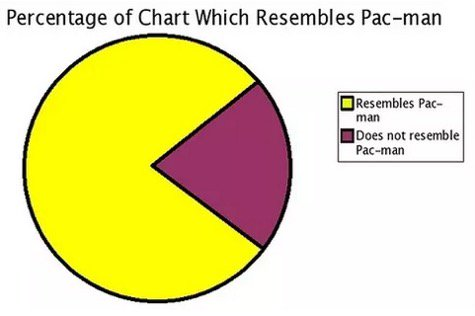 Percentage of Chart Which Resembles Pac-man
Resembles Pac-
man
Does not resemble
Pac-man